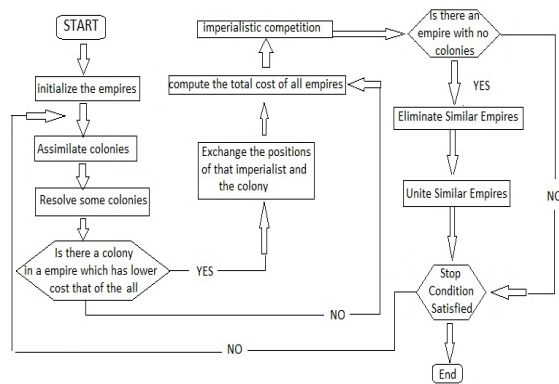 START
initialize the empires
Assimilate colonies
Resolve some colonies
Is there a colony
in a empire which has lower
cost that of the all
YES
NO
Exchange the positions
of that imperialist and
the colony
compute the total cost of all empires
imperialistic competition
Is there an
empire with no
colonies
YES
Eliminate Similar Empires
Unite Similar Empires
NO
Stop
Condition
Satisfied
NO
End